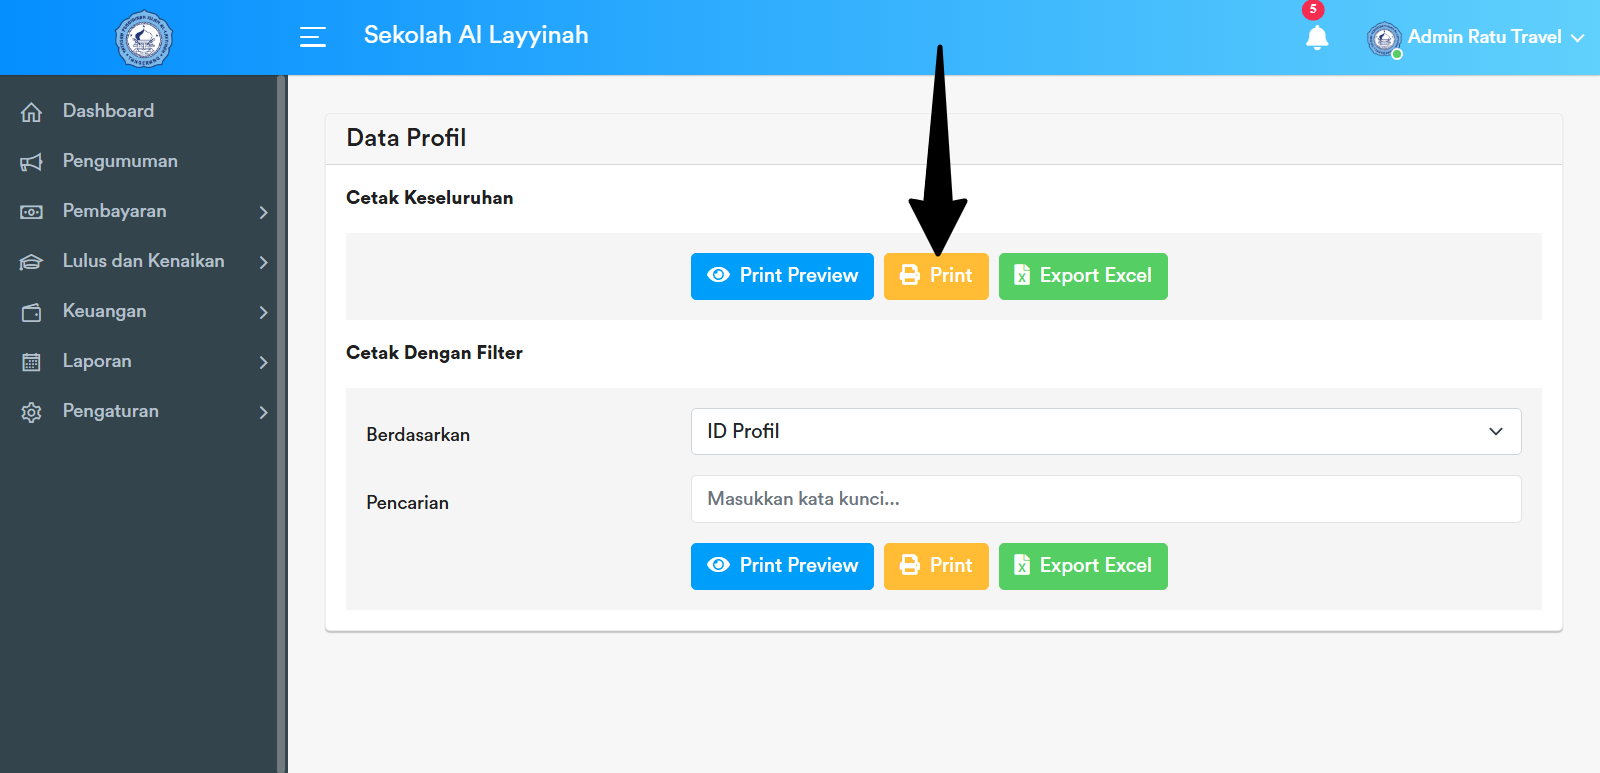 Sekolah Al Layyinah
5
Admin Ratu Travel
Dashboard
Pengumuman
Pembayaran
Lulus dan Kenaikan
Keuangan
Laporan
Pengaturan
Data Profil
Cetak Keseluruhan
Print Preview
Print
Export Excel
Cetak Dengan Filter
Berdasarkan
ID Profil
Pencarian
Masukkan kata kunci...
Print Preview
Print
Export Excel